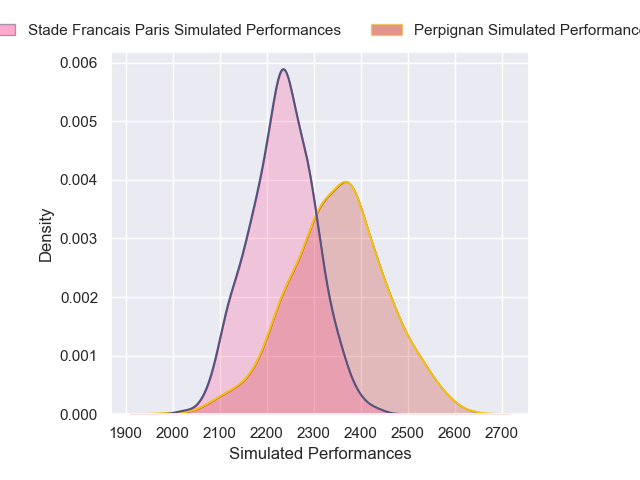 Stade Francais Paris Simulated Performances
Perpignan Simulated Performanc
0.006
0.005
0.004
0.003
0.002
0.001
0.000
Density
1900 2000 2100 2200 2300 2400 2500 2600 2700
Simulated Performances